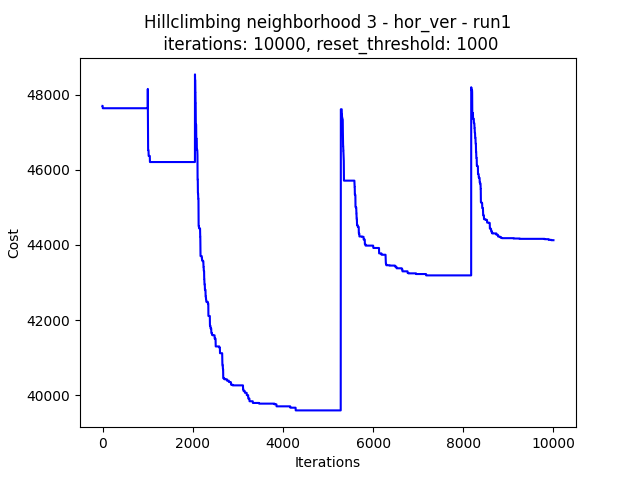 Hillclimbing neighborhood 3 - hor_ver - run1
iterations: 10000, reset_threshold: 1000
48000
46000
44000
42000
40000
Cost
0 2000 4000 6000 8000 10000
Iterations